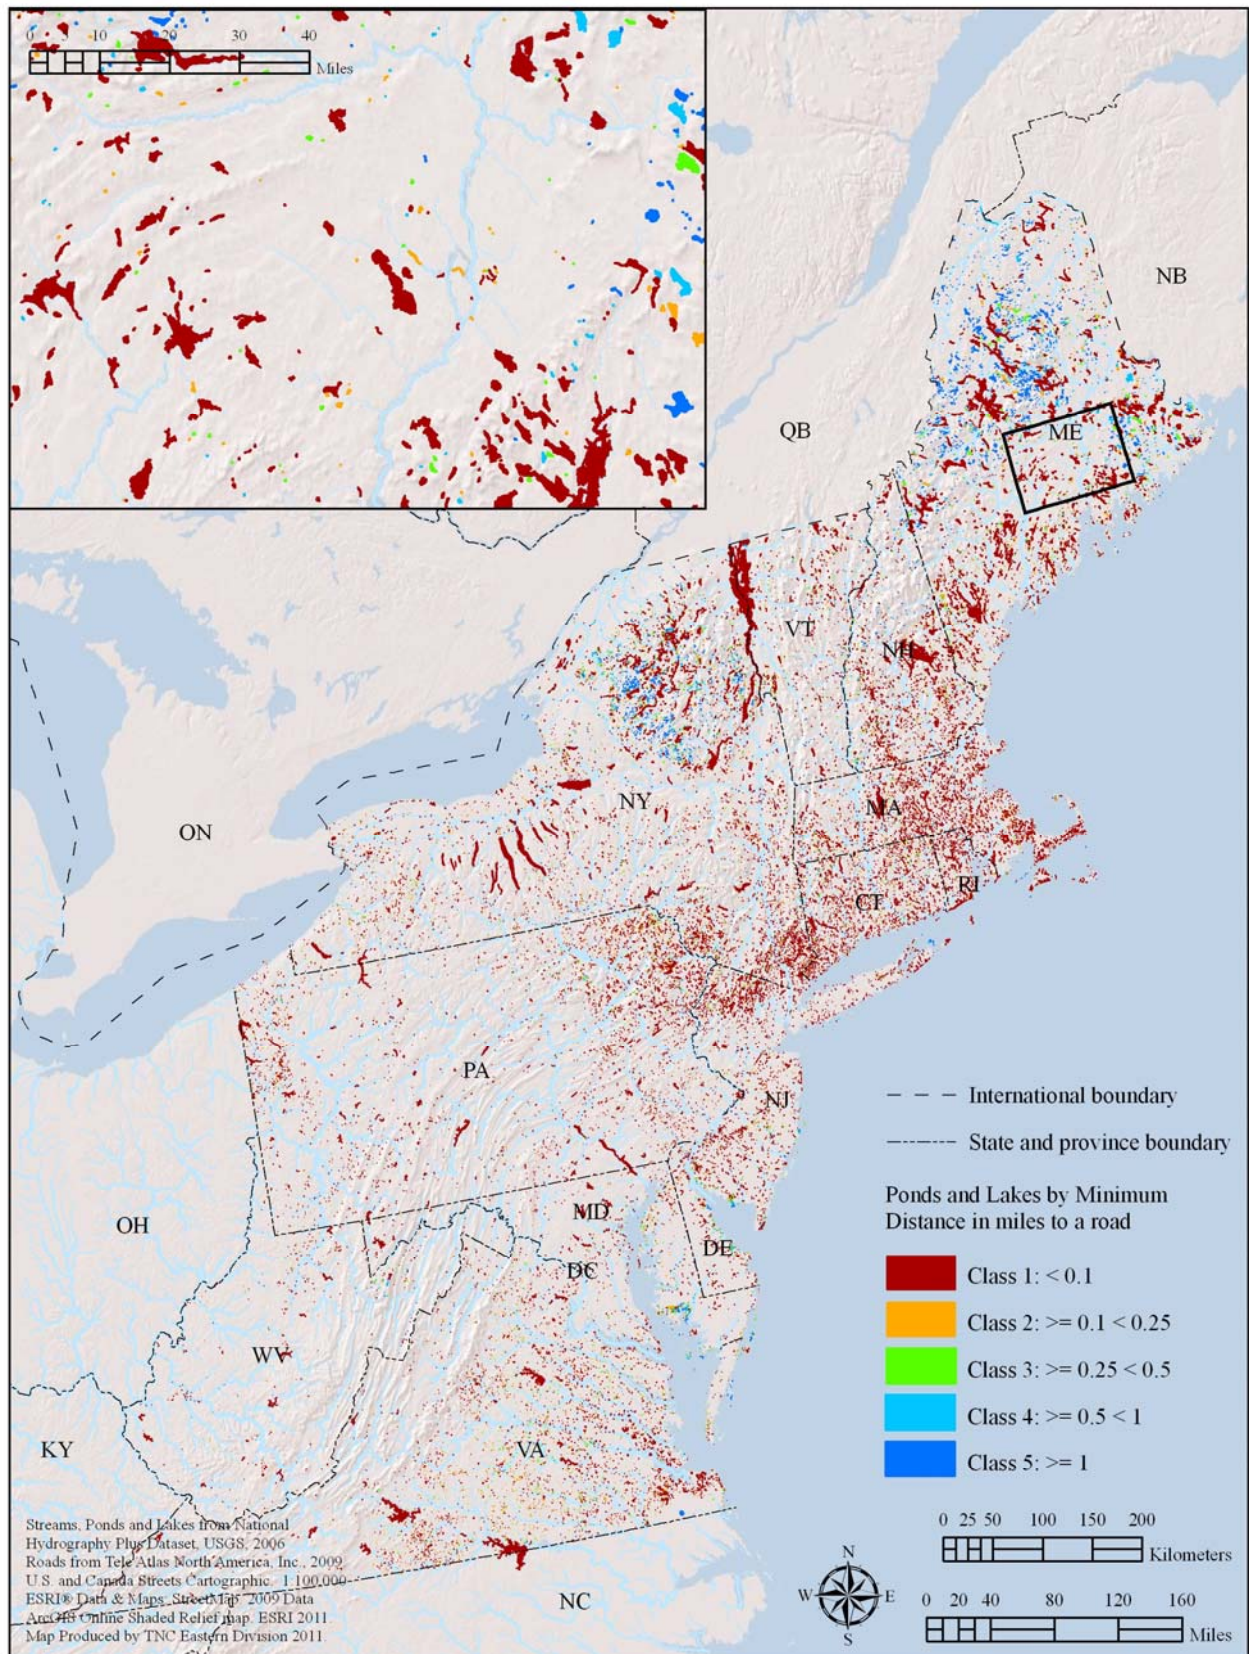 0 10 20 30 40
Miles
NB
QB
ME
VT
NH
NY
ON
MA
CT
RI
PA
NJ
International boundary
State and province boundary
Ponds and Lakes by Minimum
Distance in miles to a road
OH
MD
DE
DC
Class 1: < 0.1
Class 2: >= 0.1 < 0.25
Class 3: >= 0.25 < 0.5
Class 4: >= 0.5 < 1
Class 5: >= 1
WV
KY
VA
Streams, Ponds and Lakes from National
Hydrography Plus Dataset, USGS, 2006
Roads from Tele Atlas North America, Inc., 2009,
U.S. and Canada Streets Cartographic. 1:100,000
ESRI® Data & Maps: StreetMap. 2009 Data
ArcGIS Online Shaded Relief map. ESRI 2011.
Map Produced by TNC Eastern Division 2011.
NC
N
W E
S
0 25 50 100 150 200
Kilometers
0 20 40 80 120 160
Miles